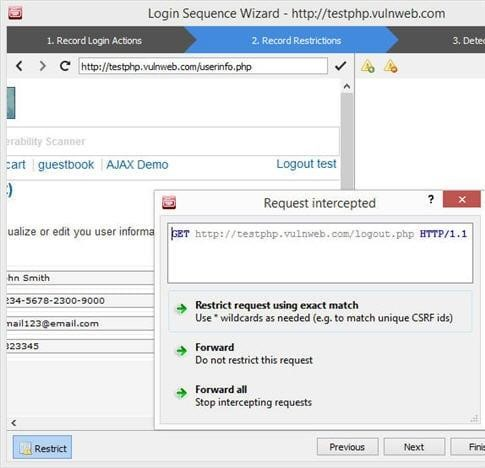 Login Sequence Wizard - http://testphp.vulnweb.com
1. Record Login Actions
2. Record Restrictions
3. Detec
http://testphp.vulnweb.com/userinfo.php
erability Scanner
cart | guestbook | AJAX Demo
Logout test
ualize or edit you user informa
ohn Smith
234-5678-2300-9000
mail123@email.com
323345
Request intercepted
?
GET http://testphp.vulnweb.com/logout.php HTTP/1.1
Restrict request using exact match
Use * wildcards as needed (e.g. to match unique CSRF ids)
Forward
Do not restrict this request
Forward all
Stop intercepting requests
Restrict
Previous
Next
Finis